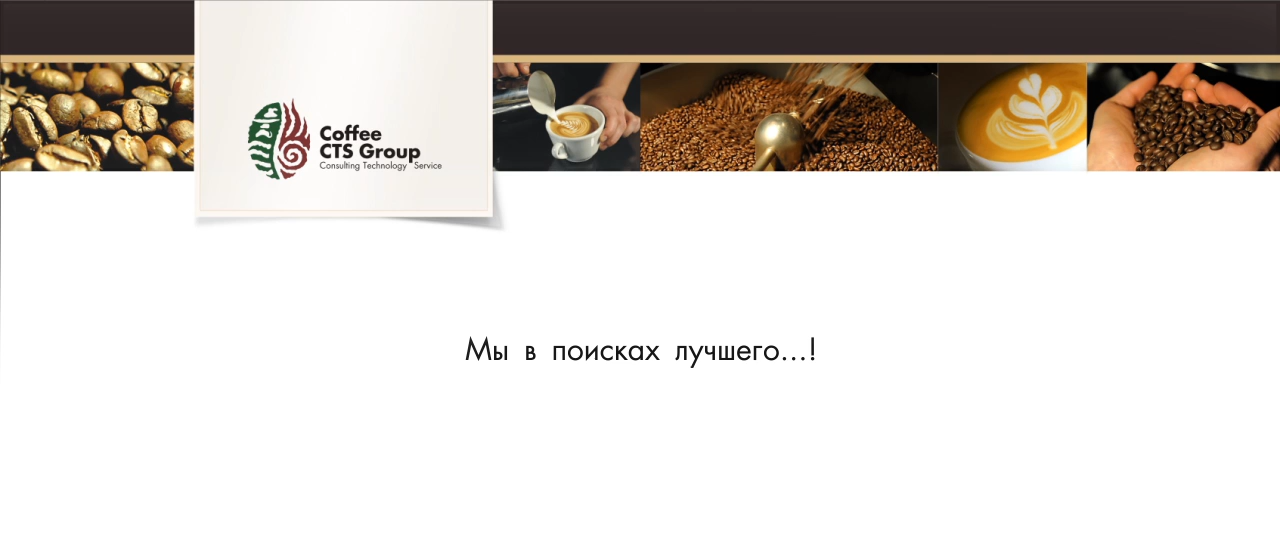 Coffee
CTS Group
Consulting Technology Service
Мы в поисках лучшего...!